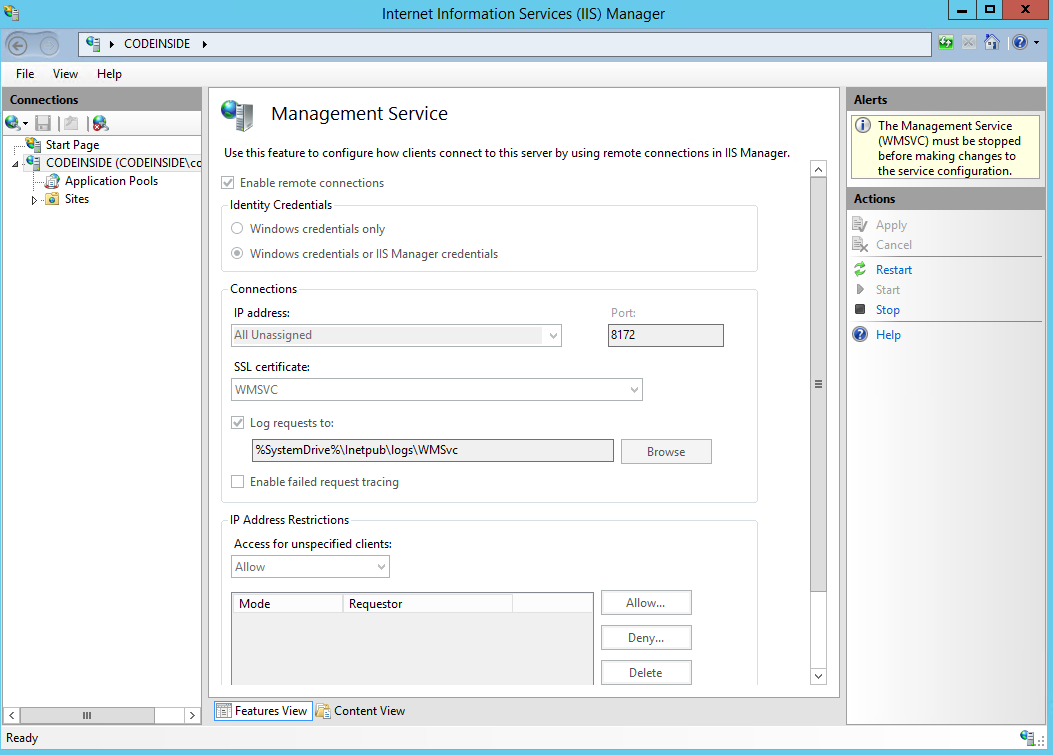 Internet Information Services (IIS) Manager
CODEINSIDE
File View Help
Connections
Start Page
CODEINSIDE (CODEINSIDE\co
Application Pools
Sites
Management Service
Use this feature to configure how clients connect to this server by using remote connections in IIS Manager.
Enable remote connections
Identity Credentials
Windows credentials only
Windows credentials or IIS Manager credentials
Connections
IP address:
Port:
All Unassigned
8172
SSL certificate:
WMSVC
Log requests to:
%SystemDrive%\Inetpub\logs\WMSvc
Browse
Enable failed request tracing
IP Address Restrictions
Access for unspecified clients:
Allow
Mode
Requestor
Allow...
Deny...
Delete
Features View
Content View
Alerts
The Management Service
(WMSVC) must be stopped
before making changes to
the service configuration.
Actions
Apply
Cancel
Restart
Start
Stop
Help
Ready